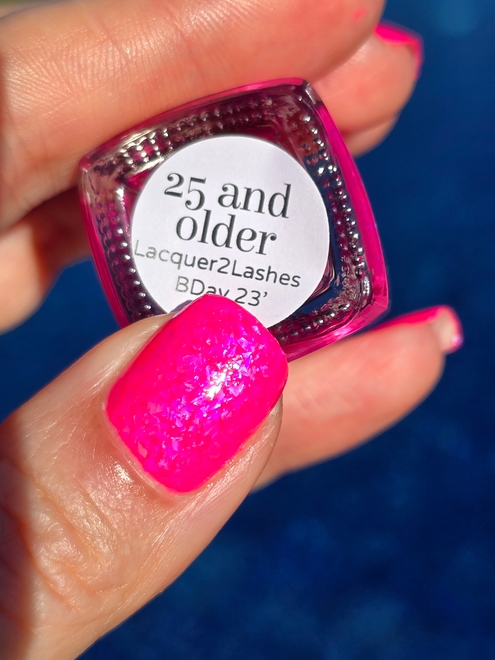 25 and
older
Lacquer2Lashes
BDay 23'